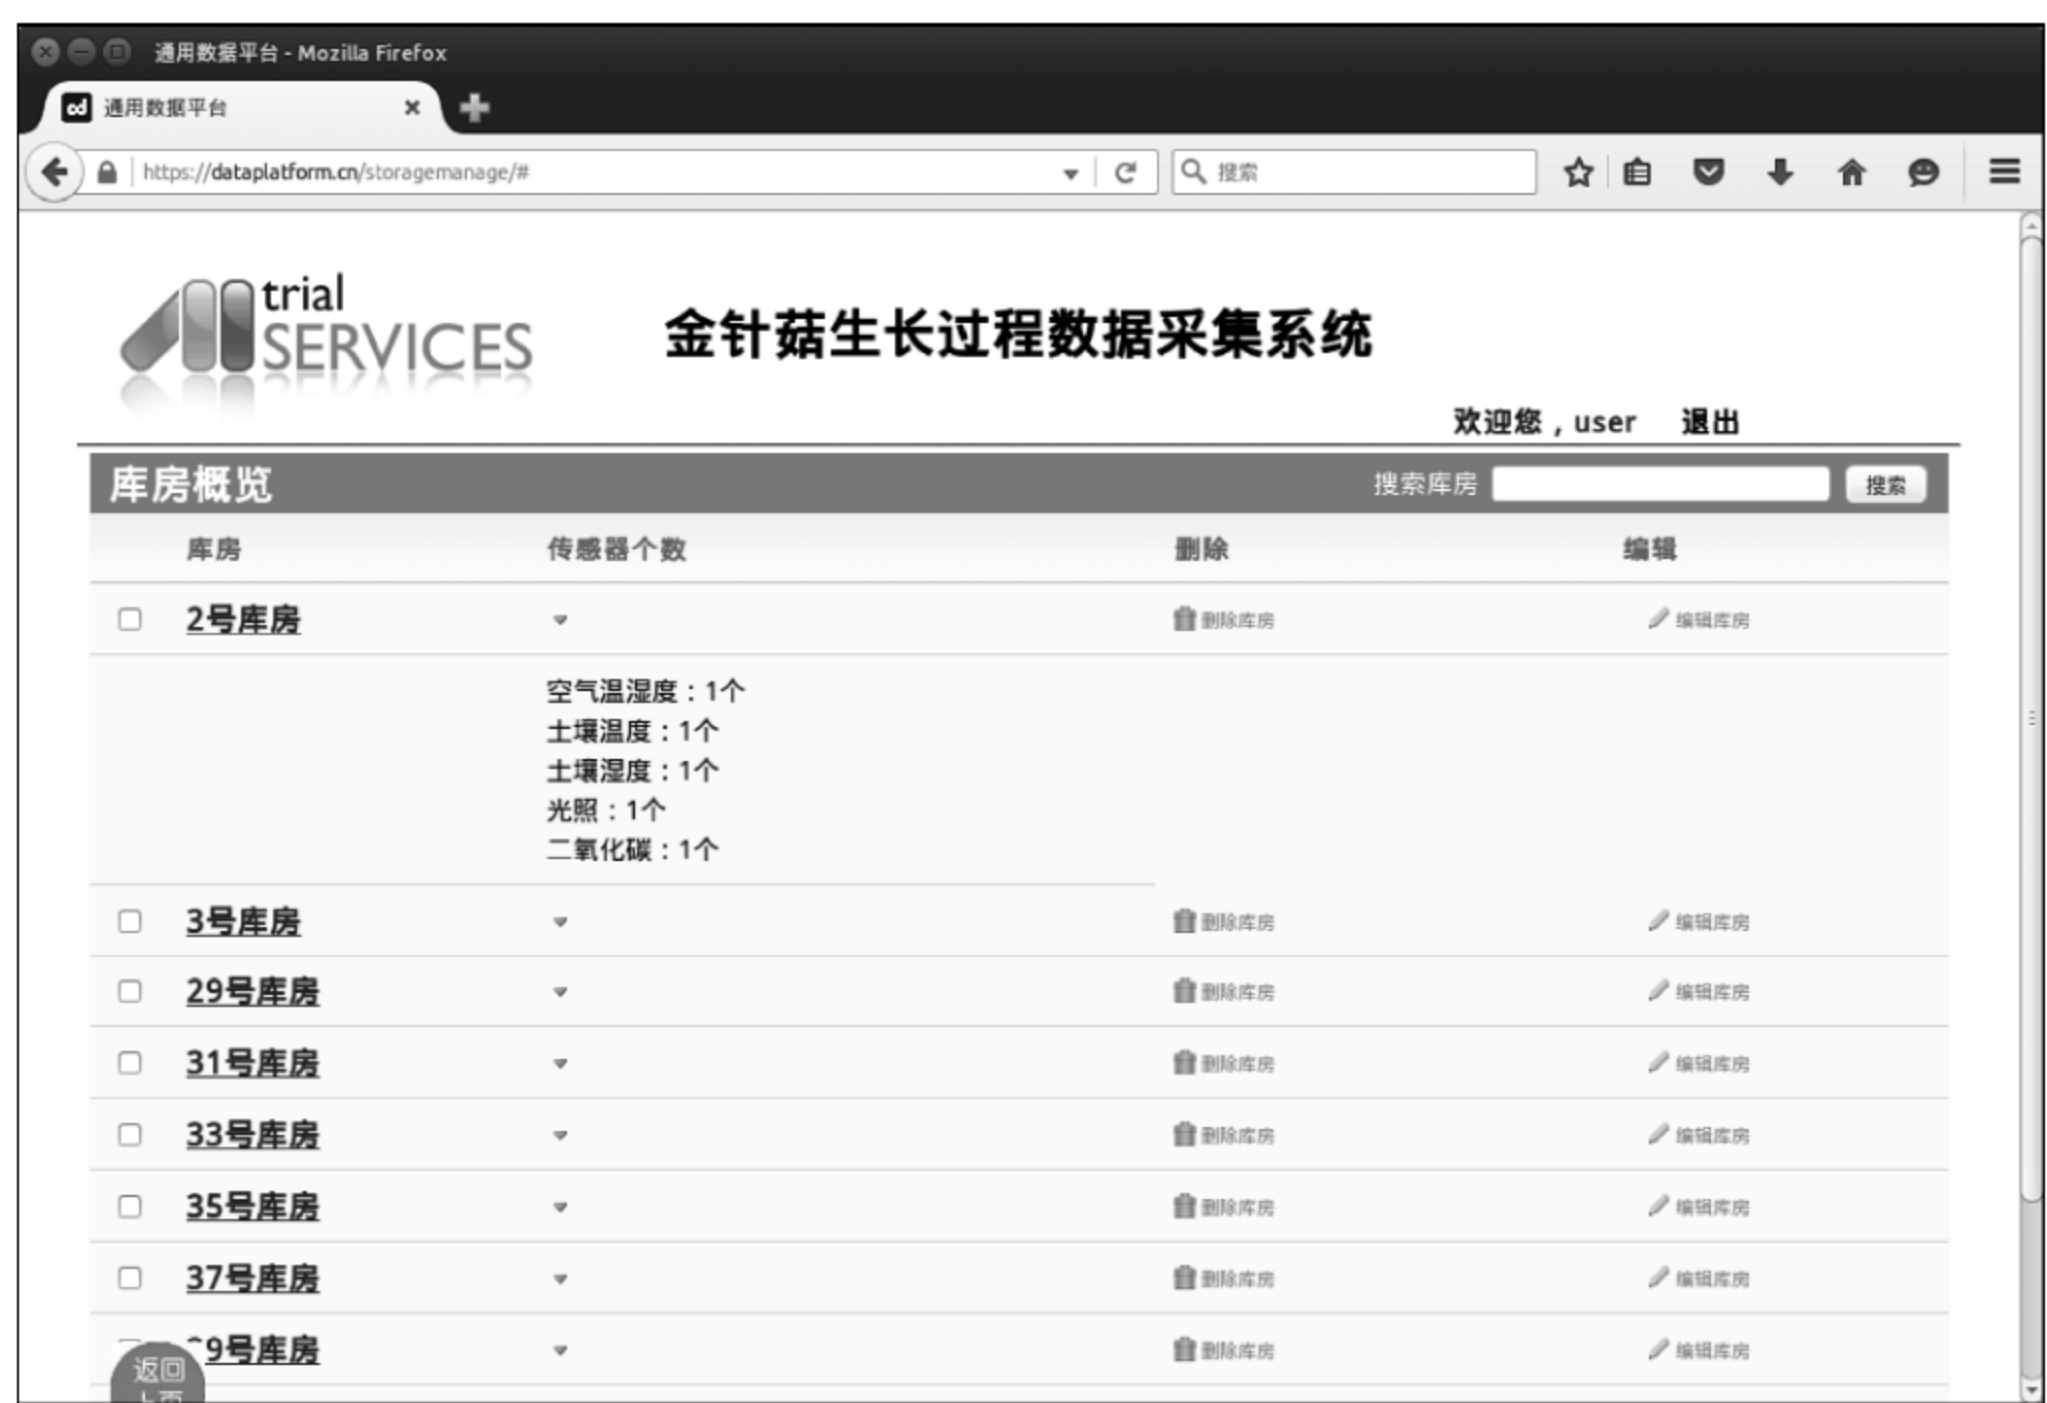 通用数据平台 - Mozilla Firefox
通用数据平台
https://dataplatform.cn/storagemanage/#
搜索
trial
SERVICES
金针菇生长过程数据采集系统
欢迎您，user 退出
库房概览 搜索库房 搜索
库房 传感器个数 删除 编辑
2号库房 删除库房 编辑库房
空气温湿度：1个
土壤温度：1个
土壤湿度：1个
光照：1个
二氧化碳：1个
3号库房 删除库房 编辑库房
29号库房 删除库房 编辑库房
31号库房 删除库房 编辑库房
33号库房 删除库房 编辑库房
35号库房 删除库房 编辑库房
37号库房 删除库房 编辑库房
9号库房 删除库房 编辑库房
返回